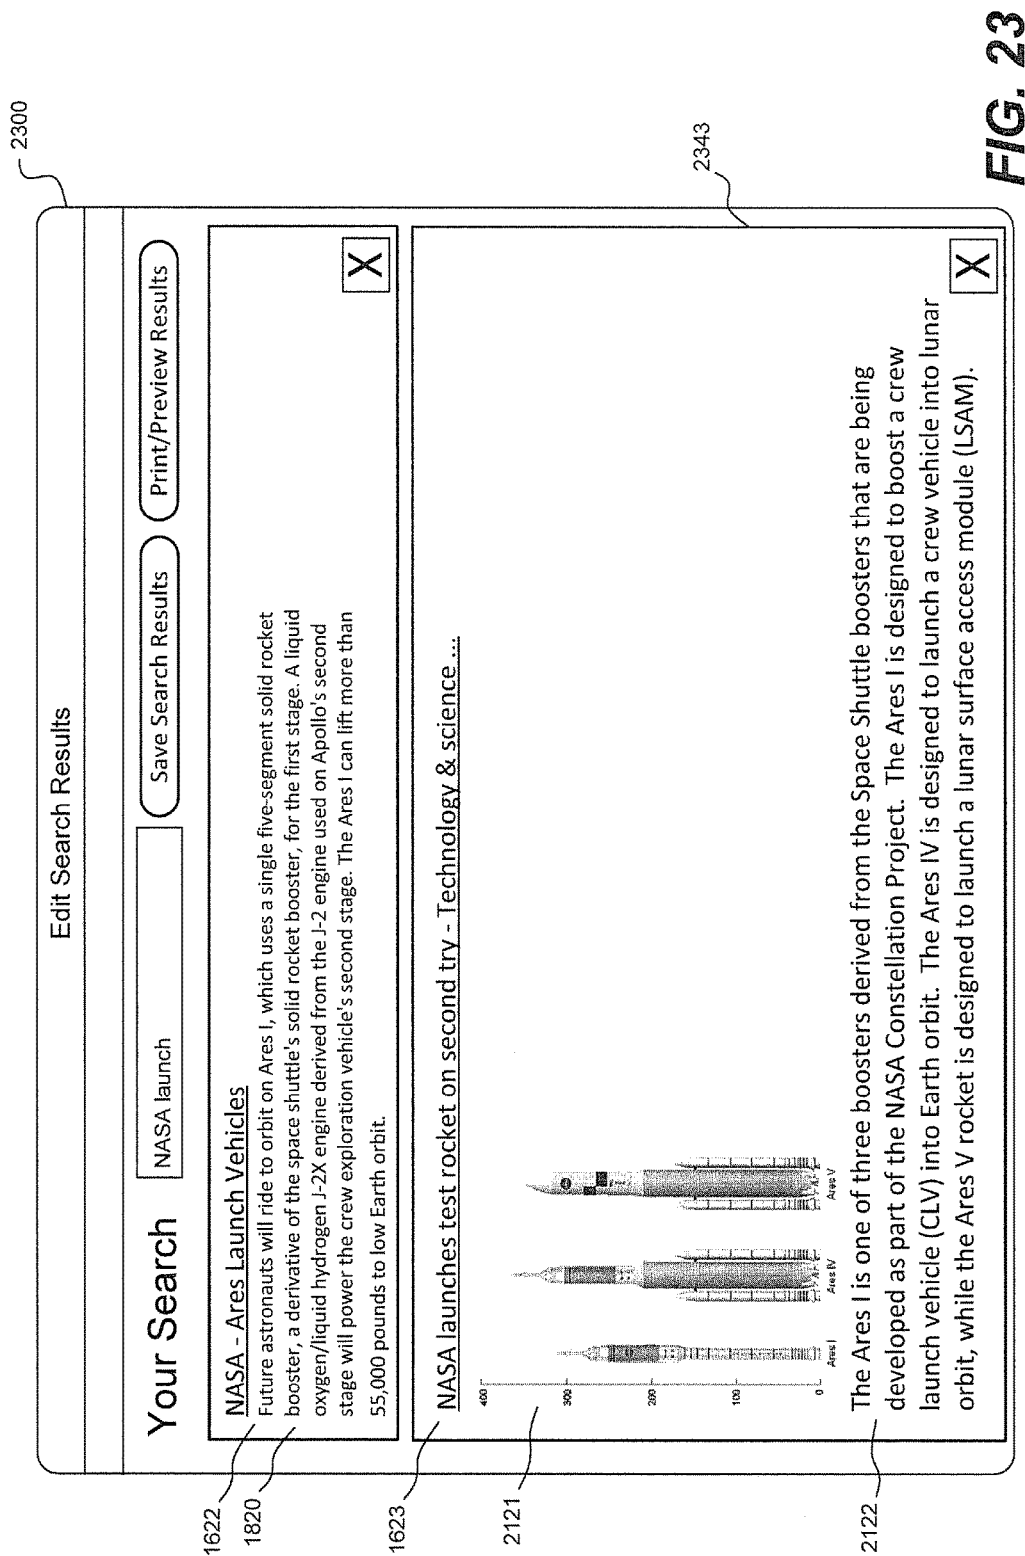 2300
Edit Search Results
Your Search
NASA launch
Save Search Results
Print/Preview Results
1622
NASA - Ares Launch Vehicles
1820
Future astronauts will ride to orbit on Ares I, which uses a single five-segment solid rocket
booster, a derivative of the space shuttle's solid rocket booster, for the first stage. A liquid
oxygen/liquid hydrogen J-2X engine derived from the J-2 engine used on Apollo's second
stage will power the crew exploration vehicle's second stage. The Ares I can lift more than
55,000 pounds to low Earth orbit.
X
2343
1623
NASA launches test rocket on second try - Technology & science ...
2121
400
300
200
100
0
Ares I
Ares IV
Ares V
2122
The Ares I is one of three boosters derived from the Space Shuttle boosters that are being
developed as part of the NASA Constellation Project. The Ares I is designed to boost a crew
launch vehicle (CLV) into Earth orbit. The Ares IV is designed to launch a crew vehicle into lunar
orbit, while the Ares V rocket is designed to launch a lunar surface access module (LSAM).
X
FIG. 23